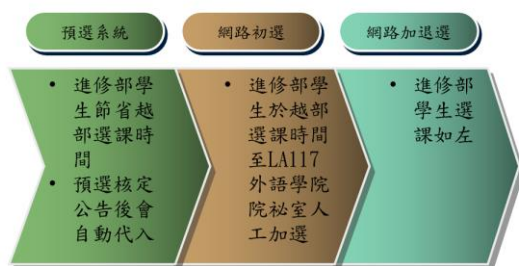 預選系統
網路初選
網路加退選
• 進修部學
生節省越
部選課時
間
• 預選核定
公告後會
自動代入
• 進修部學
生於越部
選課時間
至LA117
外語學院
院祕室人
工加選
• 進修部
學生選
課如左